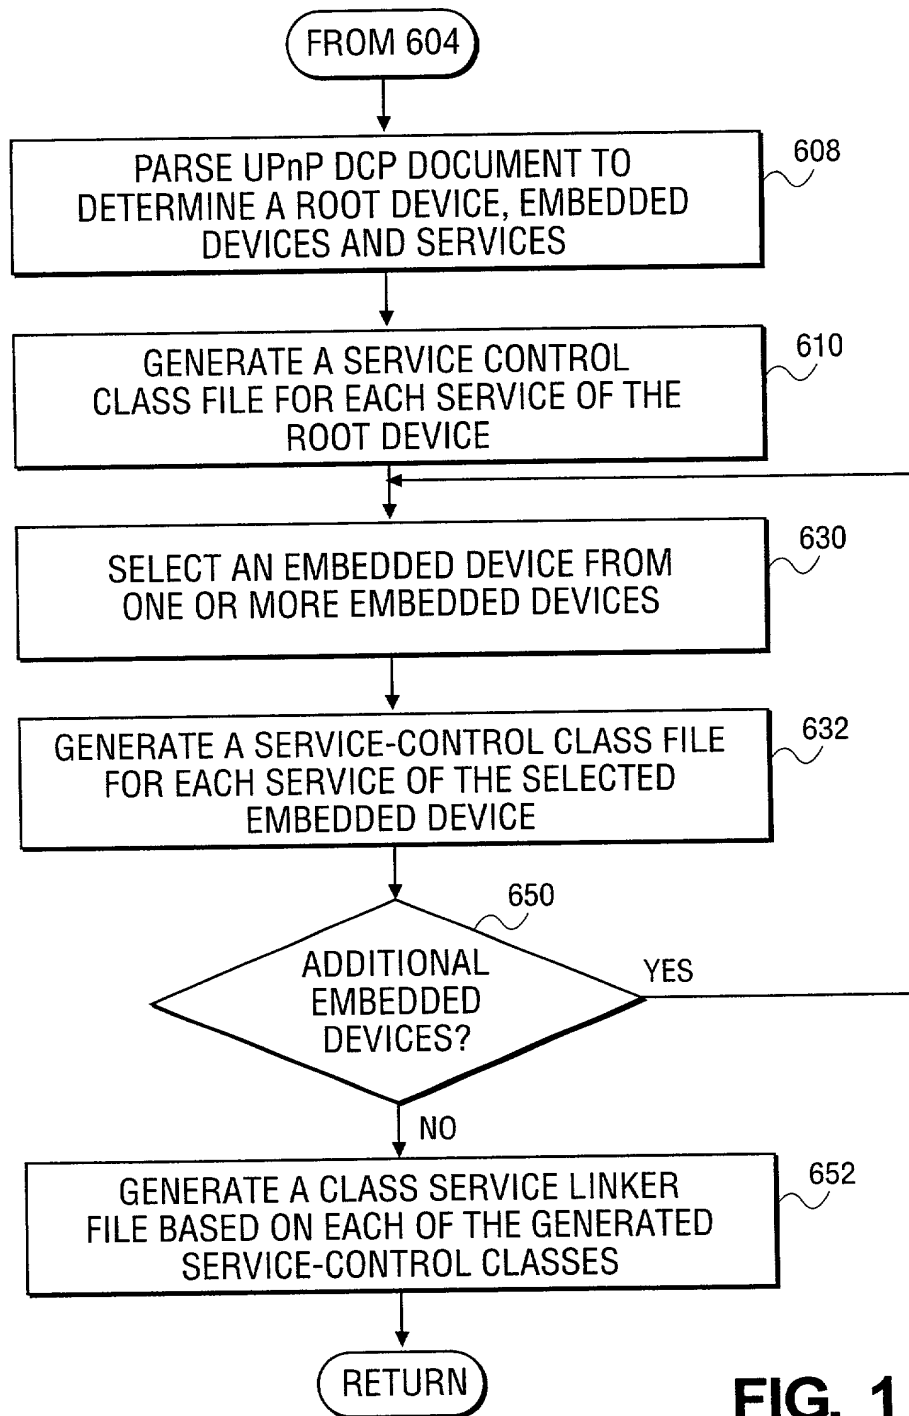 FROM 604
PARSE UPnP DCP DOCUMENT TO
DETERMINE A ROOT DEVICE, EMBEDDED
DEVICES AND SERVICES
608
GENERATE A SERVICE CONTROL
CLASS FILE FOR EACH SERVICE OF THE
ROOT DEVICE
610
SELECT AN EMBEDDED DEVICE FROM
ONE OR MORE EMBEDDED DEVICES
630
GENERATE A SERVICE-CONTROL CLASS FILE
FOR EACH SERVICE OF THE SELECTED
EMBEDDED DEVICE
632
650
ADDITIONAL
EMBEDDED
DEVICES?
YES
NO
GENERATE A CLASS SERVICE LINKER
FILE BASED ON EACH OF THE GENERATED
SERVICE-CONTROL CLASSES
652
RETURN
FIG. 1